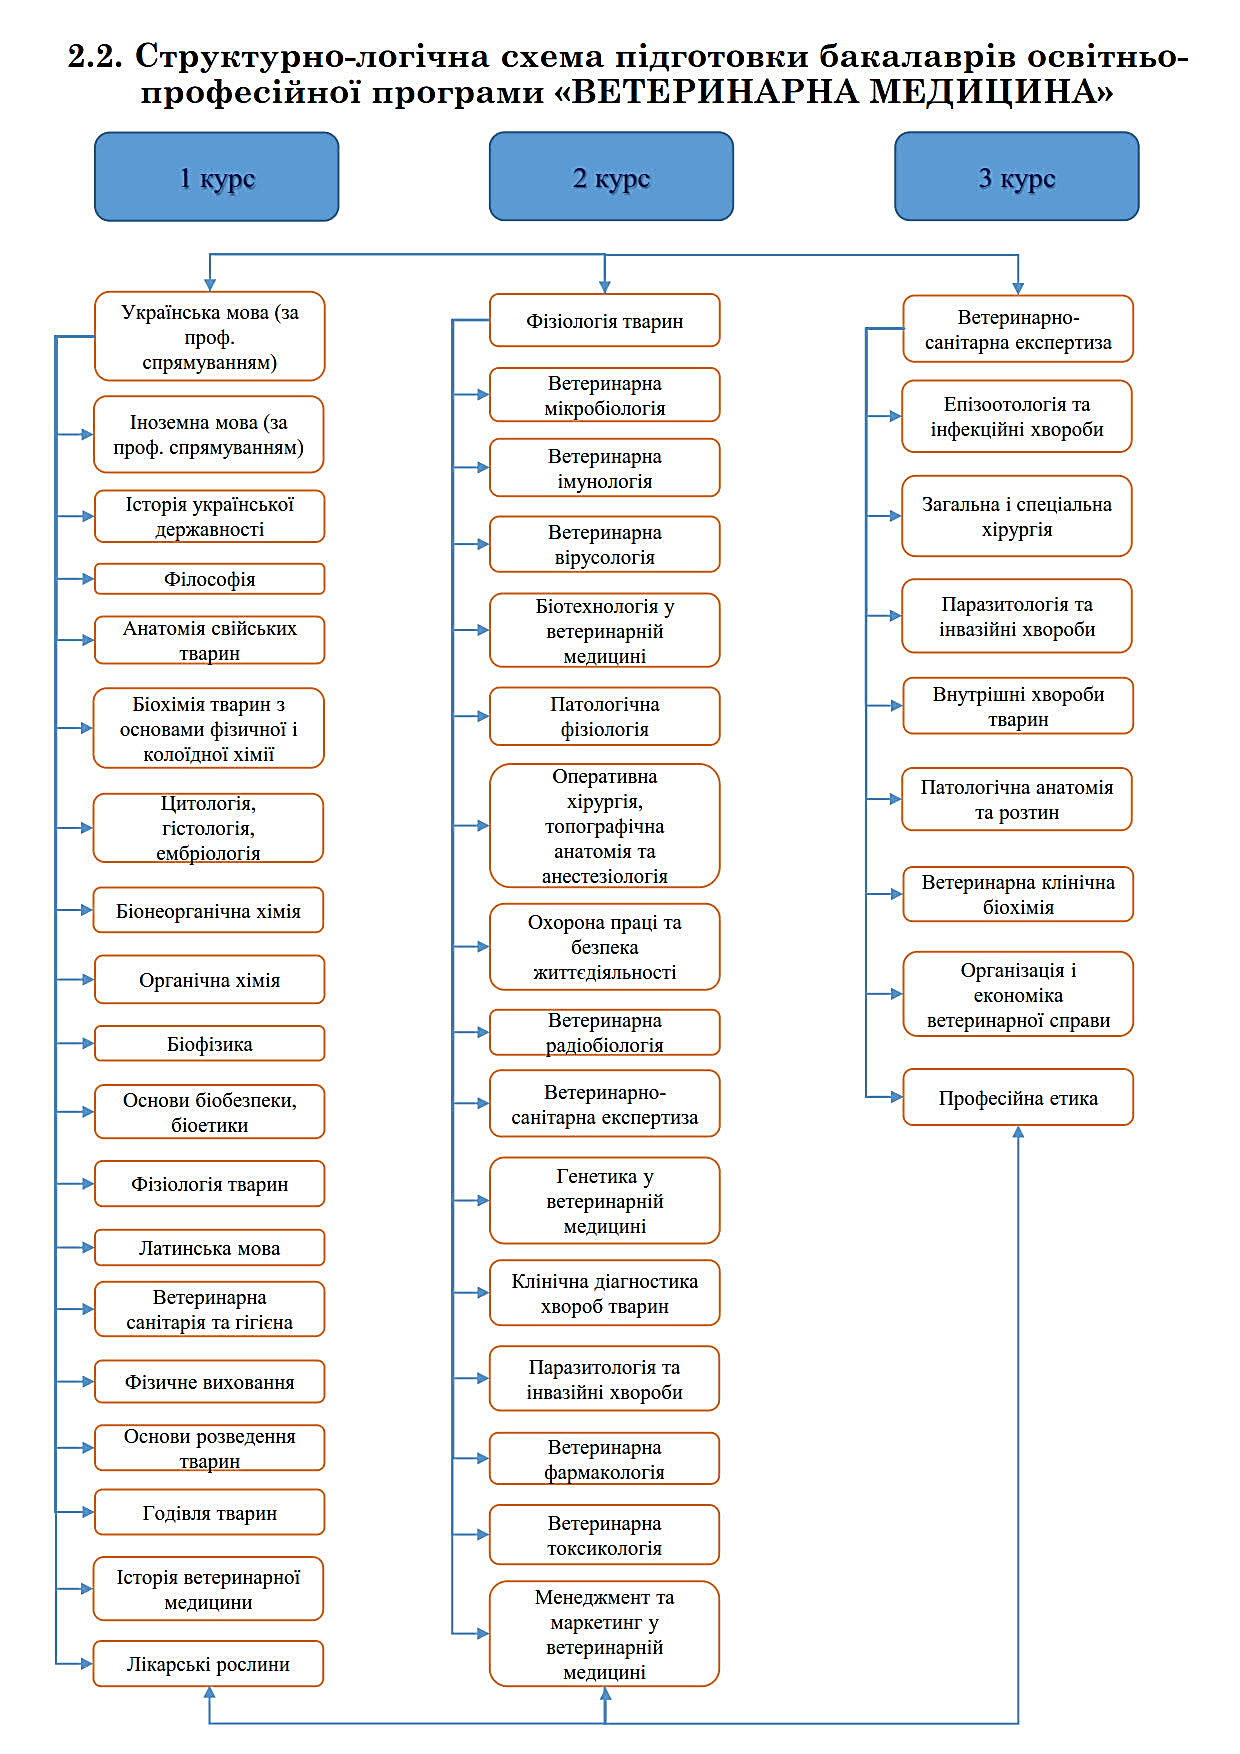 2.2. Структурно-логічна схема підготовки бакалаврів освітньо-
професійної програми «ВЕТЕРИНАРНА МЕДИЦИНА»
1 курс
2 курс
3 курс
Українська мова (за
проф.
спрямуванням)
Іноземна мова (за
проф. спрямуванням)
Історія української
державності
Філософія
Анатомія свійських
тварин
Біохімія тварин з
основами фізичної і
колоїдної хімії
Цитологія,
гістологія,
ембріологія
Біонеорганічна хімія
Органічна хімія
Біофізика
Основи біобезпеки,
біоетики
Фізіологія тварин
Латинська мова
Ветеринарна
санітарія та гігієна
Фізичне виховання
Основи розведення
тварин
Годівля тварин
Історія ветеринарної
медицини
Лікарські рослини
Фізіологія тварин
Ветеринарна
мікробіологія
Ветеринарна
імунологія
Ветеринарна
вірусологія
Біотехнологія у
ветеринарній
медицині
Патологічна
фізіологія
Оперативна
хірургія,
топографічна
анатомія та
анестезіологія
Охорона праці та
безпека
життєдіяльності
Ветеринарна
радіобіологія
Ветеринарно-
санітарна експертиза
Генетика у
ветеринарній
медицині
Клінічна діагностика
хвороб тварин
Паразитологія та
інвазійні хвороби
Ветеринарна
фармакологія
Ветеринарна
токсикологія
Менеджмент та
маркетинг у
ветеринарній
медицині
Ветеринарно-
санітарна експертиза
Епізоотологія та
інфекційні хвороби
Загальна і спеціальна
хірургія
Паразитологія та
інвазійні хвороби
Внутрішні хвороби
тварин
Патологічна анатомія
та розтин
Ветеринарна клінічна
біохімія
Організація і
економіка
ветеринарної справи
Професійна етика